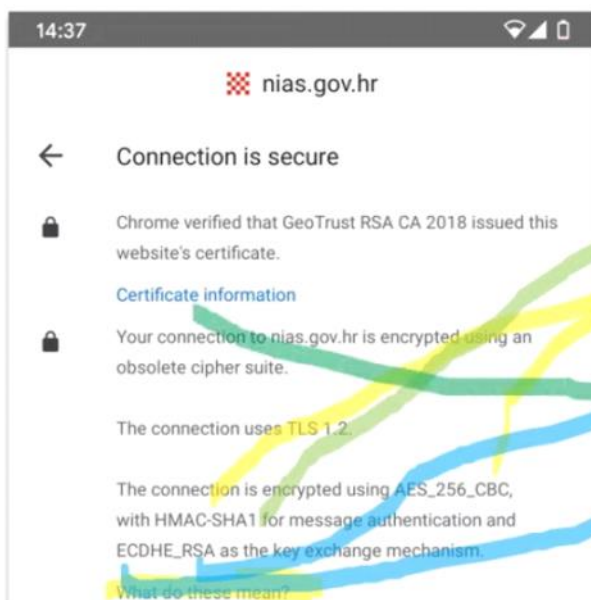 14:37
nias.gov.hr
Connection is secure
Chrome verified that GeoTrust RSA CA 2018 issued this
website's certificate.
Certificate information
Your connection to nias.gov.hr is encrypted using an
obsolete cipher suite.
The connection uses TLS 1.2.
The connection is encrypted using AES_256_CBC,
with HMAC-SHA1 for message authentication and
ECDHE_RSA as the key exchange mechanism.
What do these mean?